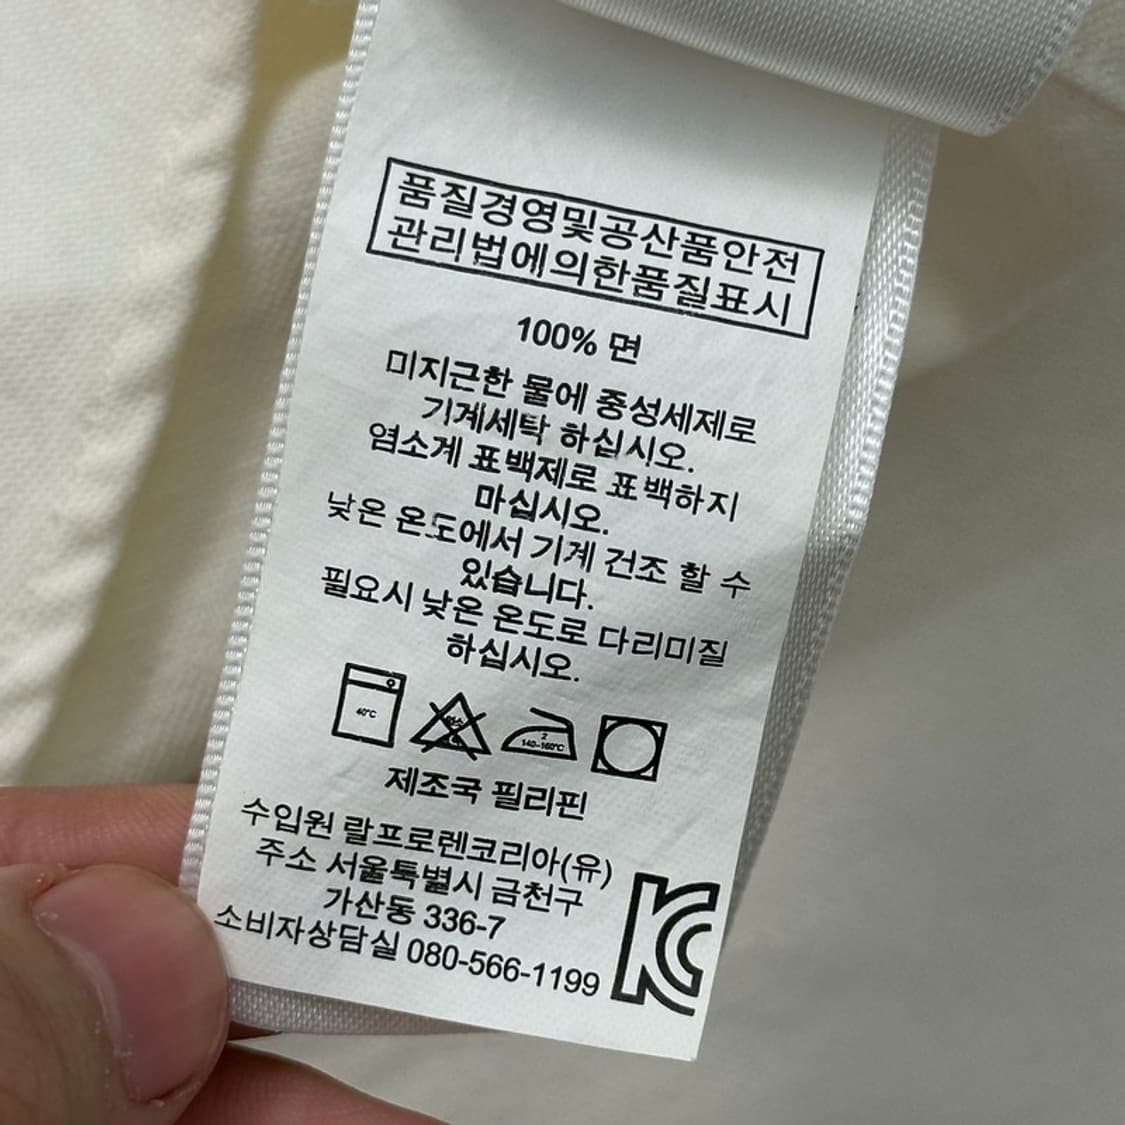 품질경영및공산품안전
관리법에의한품질표시
100% 면
미지근한 물에 중성세제로
기계세탁 하십시오.
염소계 표백제로 표백하지
마십시오.
낮은 온도에서 기계 건조 할 수
있습니다.
필요시 낮은 온도로 다리미질
하십시오.
40°C
2
140-160°C
제조국 필리핀
수입원 랄프로렌코리아(유)
주소 서울특별시 금천구
가산동 336-7
소비자상담실 080-566-1199
KC